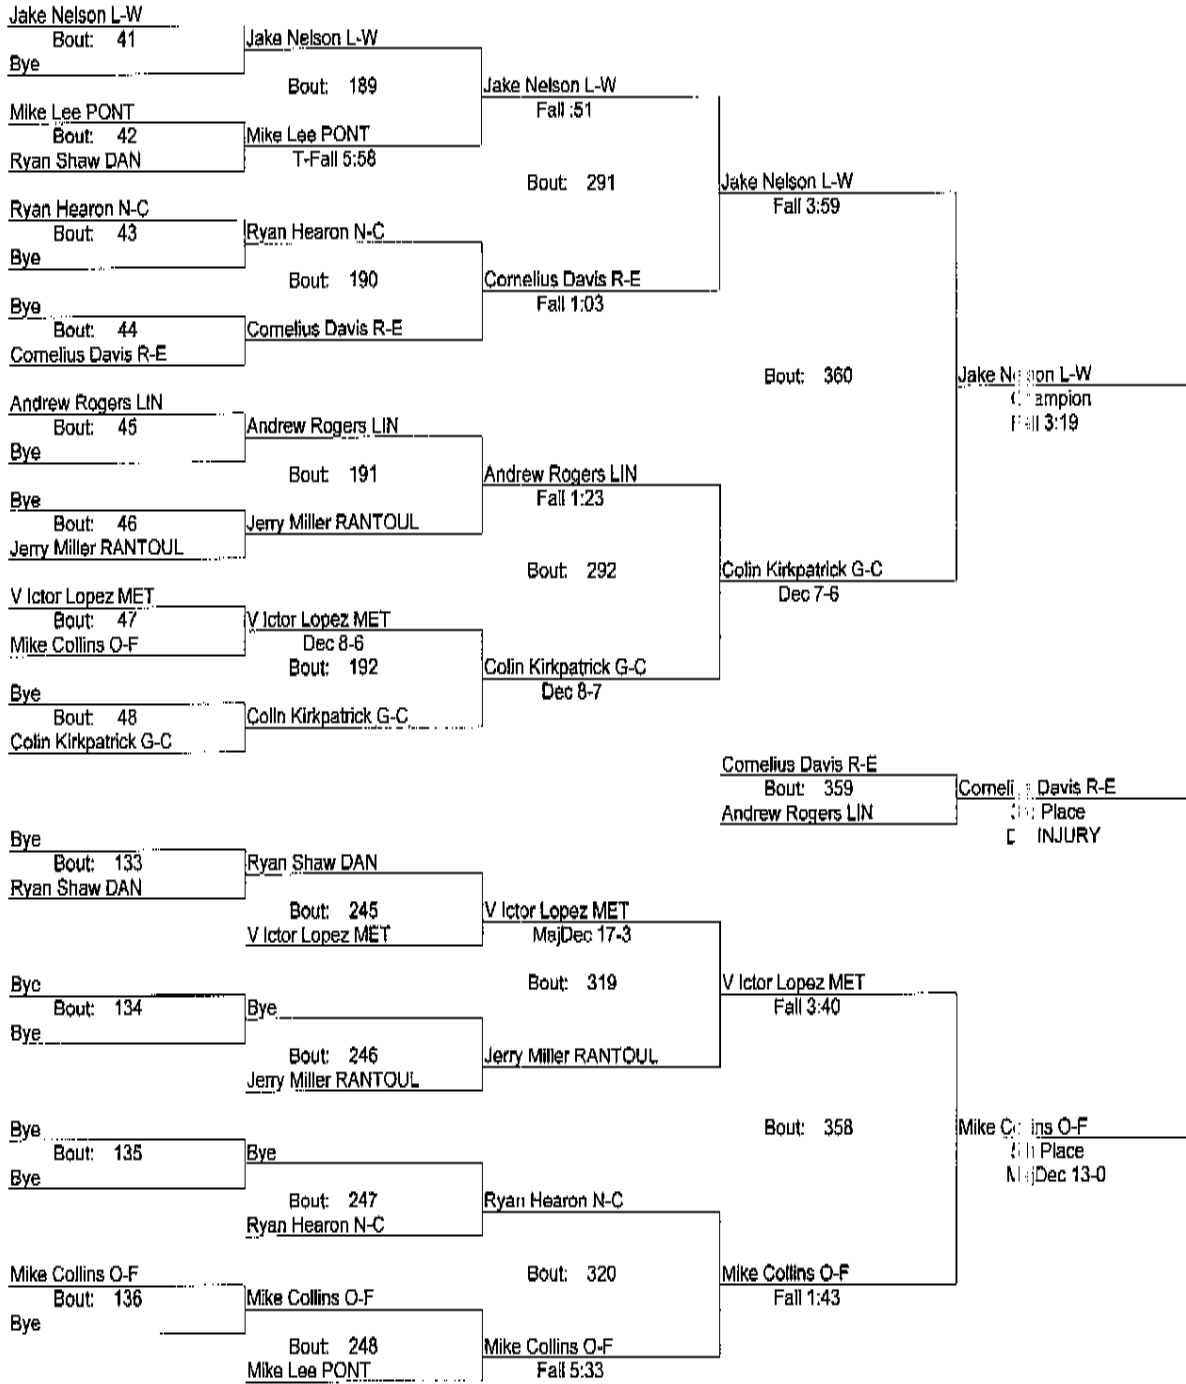 Jake Nelson L-W
Bout: 41
Bye
Jake Nelson L-W
Bout: 189
Mike Lee PONT
Bout: 42
Ryan Shaw DAN
Mike Lee PONT
T-Fall 5:58
Jake Nelson L-W
Fall :51
Bout: 291
Ryan Hearon N-C
Bout: 43
Bye
Ryan Hearon N-C
Bout: 190
Bye
Bout: 44
Cornelius Davis R-E
Cornelius Davis R-E
Cornelius Davis R-E
Fall 1:03
Jake Nelson L-W
Fall 3:59
Bout: 360
Andrew Rogers LIN
Bout: 45
Bye
Andrew Rogers LIN
Bout: 191
Bye
Bout: 46
Jerry Miller RANTOUL
Jerry Miller RANTOUL
Andrew Rogers LIN
Fall 1:23
Bout: 292
V Ictor Lopez MET
Bout: 47
Mike Collins O-F
V Ictor Lopez MET
Dec 8-6
Bout: 192
Bye
Bout: 48
Colin Kirkpatrick G-C
Colin Kirkpatrick G-C
Colin Kirkpatrick G-C
Dec 8-7
Colin Kirkpatrick G-C
Dec 7-6
Jake L-W
3:19
Cornelius Davis R-E
Bout: 359
Andrew Rogers LIN
Davis R-E
Place
INJURY
Bye
Bout: 133
Ryan Shaw DAN
Ryan Shaw DAN
Bout: 245
V Ictor Lopez MET
V Ictor Lopez MET
MajDec 17-3
Bout: 319
Bye
Bout: 134
Bye
Bye
Bout: 246
Jerry Miller RANTOUL
Jerry Miller RANTOUL
V Ictor Lopez MET
Fall 3:40
Bout: 358
Bye
Bout: 135
Bye
Bye
Bout: 247
Ryan Hearon N-C
Ryan Hearon N-C
Bout: 320
Mike Collins O-F
Bout: 136
Bye
Mike Collins O-F
Bout: 248
Mike Lee PONT
Mike Collins O-F
Fall 5:33
Mike Collins O-F
Fall 1:43
Mike O-F
Place
13-0